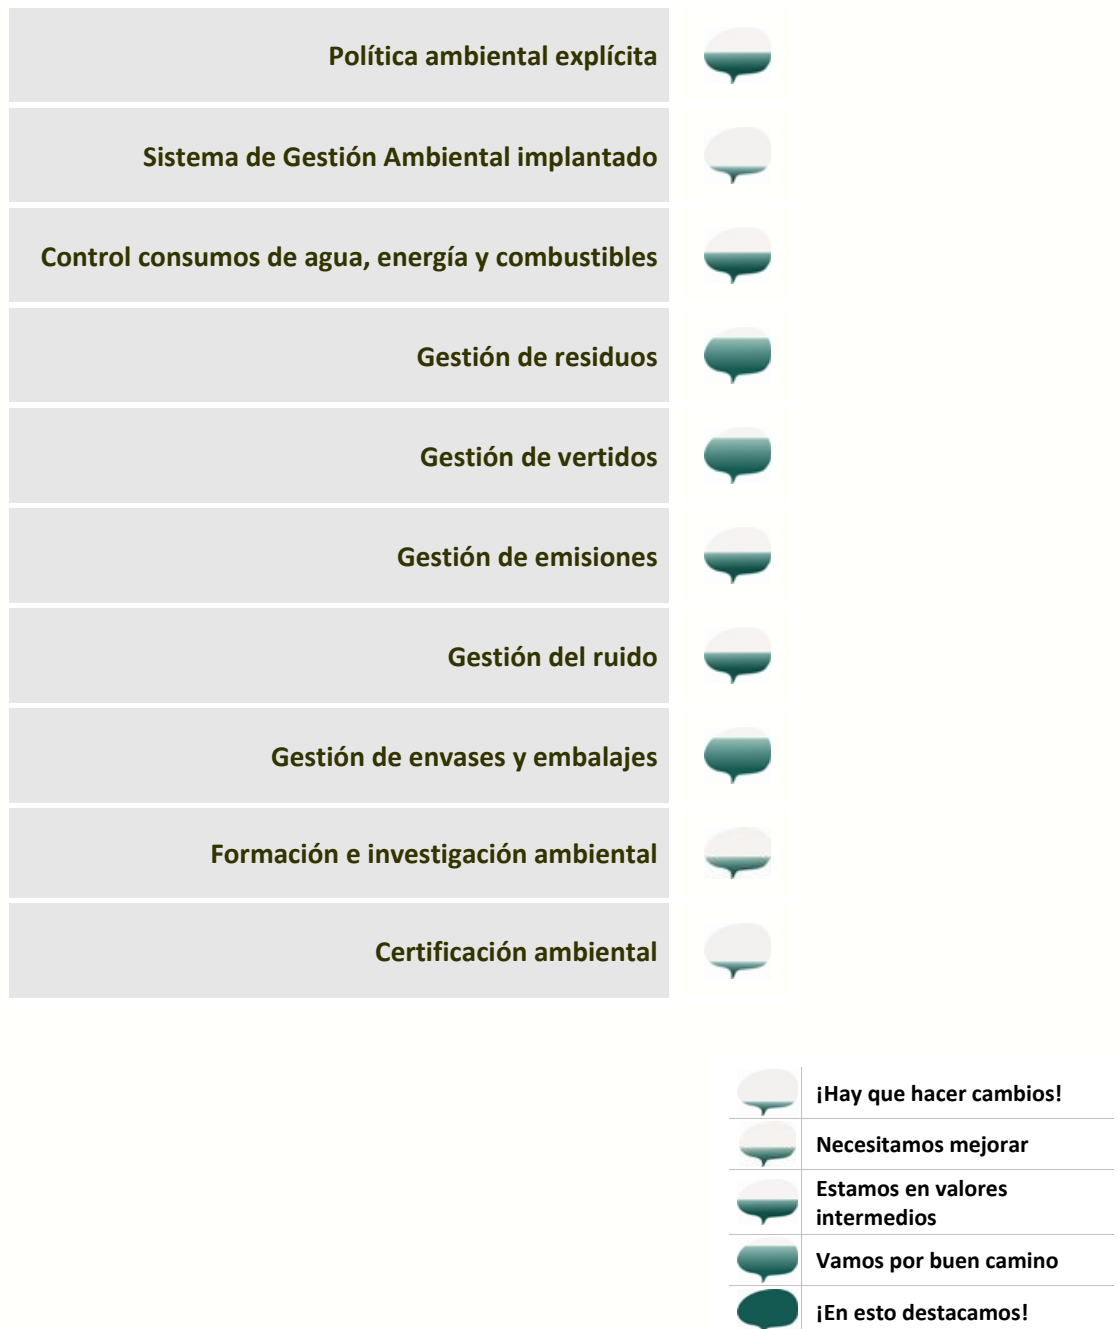 Política ambiental explícita
Sistema de Gestión Ambiental implantado
Control consumos de agua, energía y combustibles
Gestión de residuos
Gestión de vertidos
Gestión de emisiones
Gestión del ruido
Gestión de envases y embalajes
Formación e investigación ambiental
Certificación ambiental
¡Hay que hacer cambios!
Necesitamos mejorar
Estamos en valores
intermedios
Vamos por buen camino
¡En esto destacamos!